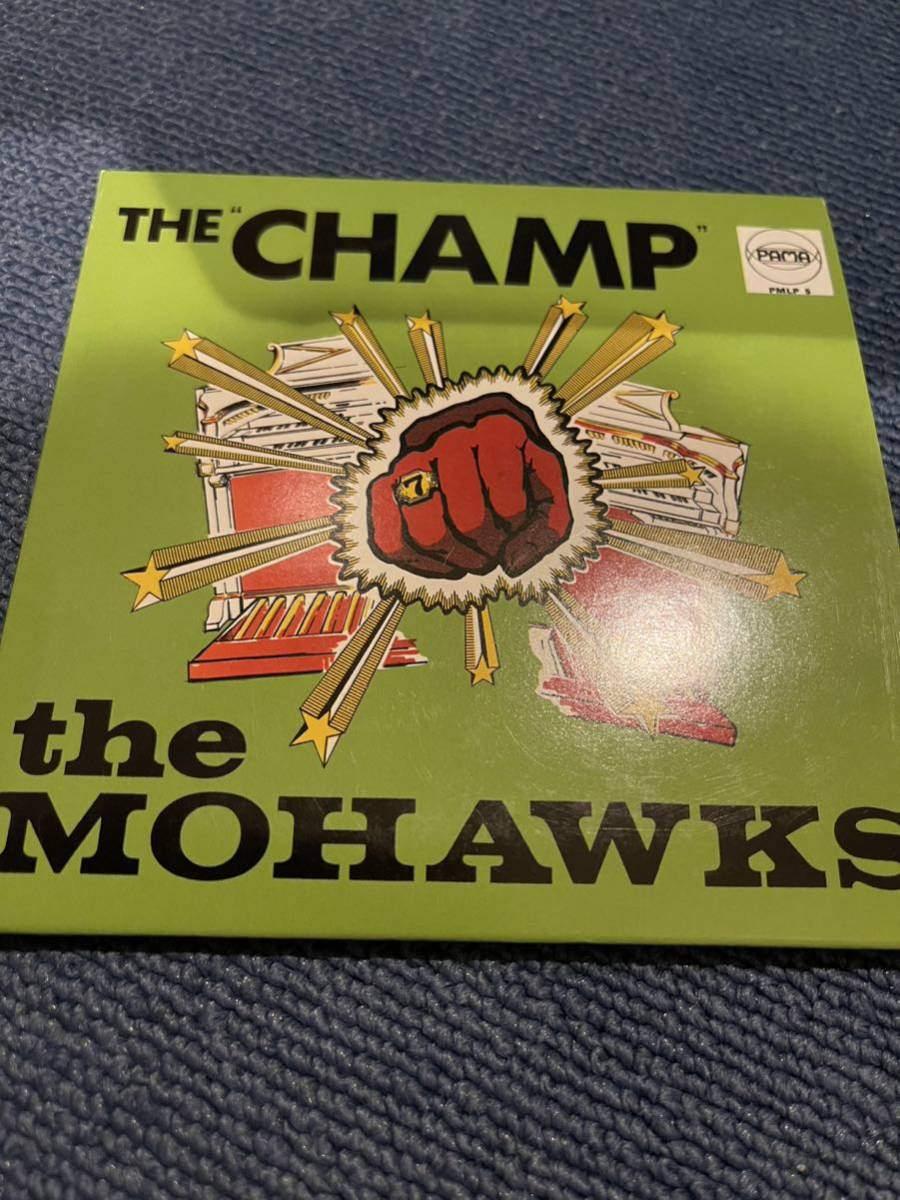 THE "CHAMP"
PAMA
PMLP 5
7
the
MOHAWKS